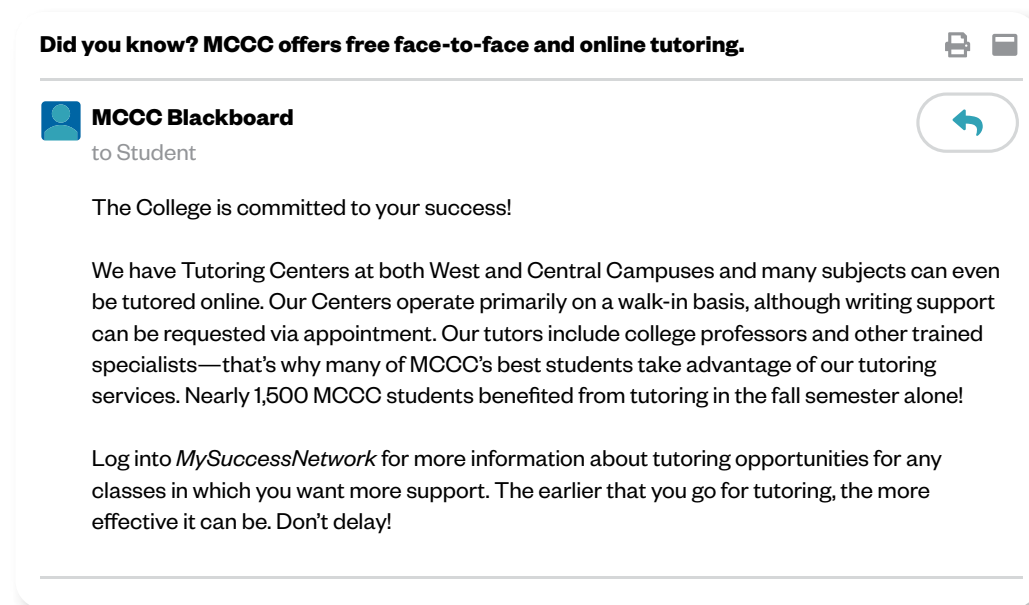 Did you know? MCCC offers free face-to-face and online tutoring.
MCCC Blackboard
to Student
The College is committed to your success!
We have Tutoring Centers at both West and Central Campuses and many subjects can even
be tutored online. Our Centers operate primarily on a walk-in basis, although writing support
can be requested via appointment. Our tutors include college professors and other trained
specialists—that’s why many of MCCC’s best students take advantage of our tutoring
services. Nearly 1,500 MCCC students benefited from tutoring in the fall semester alone!
Log into MySuccessNetwork for more information about tutoring opportunities for any
classes in which you want more support. The earlier that you go for tutoring, the more
effective it can be. Don’t delay!